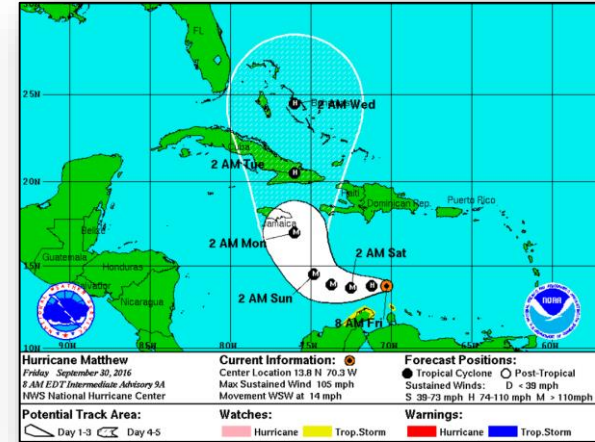 FL
25N
Bahamas
2 AM Wed
Cuba
2 AM Tue
20N
Haiti
Dominican Rep.
Puerto Rico
Jamaica
Belize
2 AM Mon
2 AM Sat
Guatemala
Honduras
15N
2 AM Sun
Nicaragua
8 AM Fri
NOAA
10N
90W
85W
80W
75W
70W
65W
60W
H
H
H
M
M
M
H
Hurricane Matthew
Friday September 30, 2016
8 AM EDT Intermediate Advisory 9A
NWS National Hurricane Center
Current Information:
Center Location 13.8 N 70.3 W
Max Sustained Wind 105 mph
Movement WSW at 14 mph
Forecast Positions:
Tropical Cyclone Post-Tropical
Sustained Winds: D < 39 mph
S 39-73 mph H 74-110 mph M > 110mph
Potential Track Area:
Day 1-3 Day 4-5
Watches:
Hurricane Trop.Storm
Warnings:
Hurricane Trop.Storm